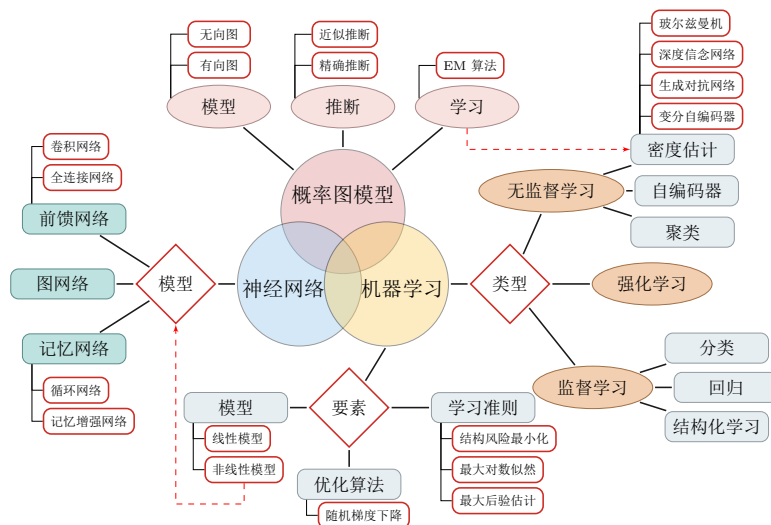 无向图
有向图
模型
近似推断
精确推断
推断
EM 算法
学习
玻尔兹曼机
深度信念网络
生成对抗网络
变分自编码器
密度估计
无监督学习
自编码器
聚类
概率图模型
神经网络
机器学习
卷积网络
全连接网络
前馈网络
图网络
模型
记忆网络
循环网络
记忆增强网络
类型
强化学习
监督学习
分类
回归
结构化学习
要素
模型
线性模型
非线性模型
优化算法
随机梯度下降
学习准则
结构风险最小化
最大对数似然
最大后验估计